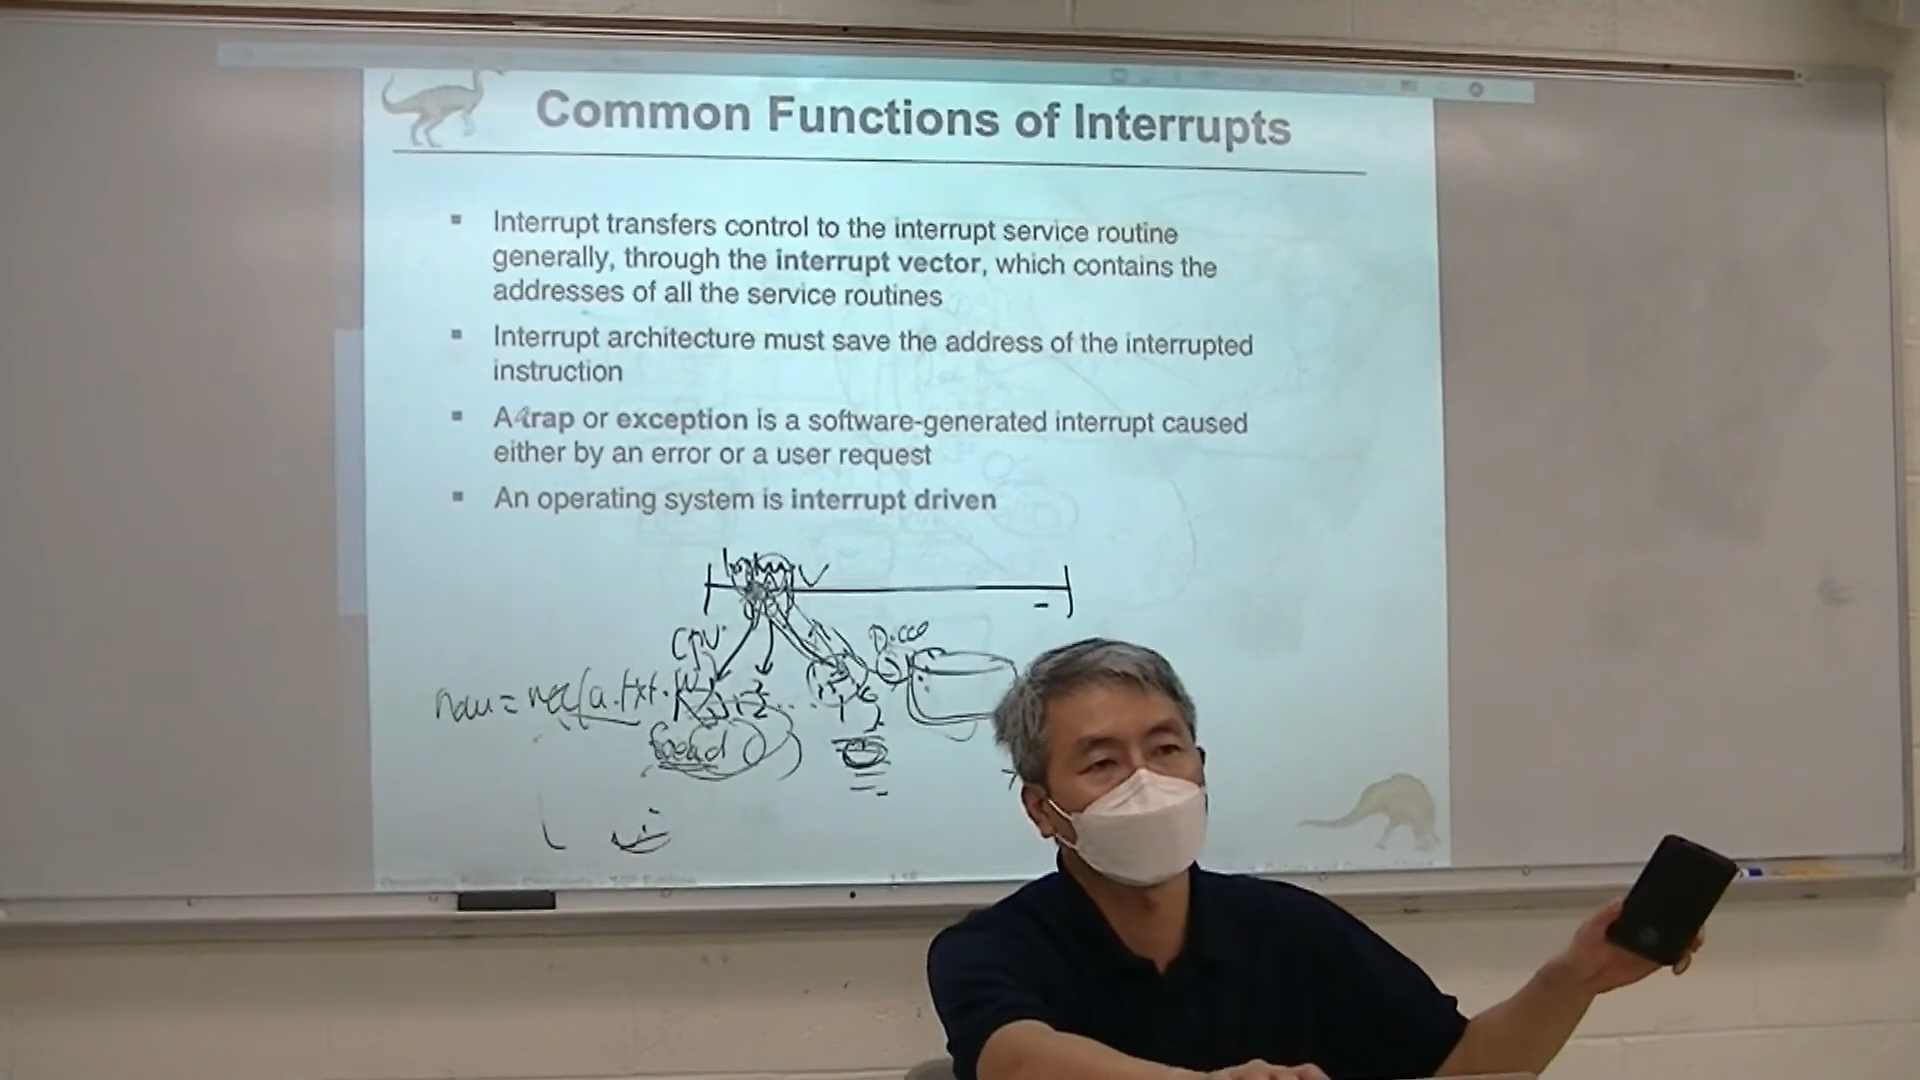 Common Functions of Interrupts
Interrupt transfers control to the interrupt service routine
generally, through the interrupt vector, which contains the
addresses of all the service routines
Interrupt architecture must save the address of the interrupted
instruction
A trap or exception is a software-generated interrupt caused
either by an error or a user request
An operating system is interrupt driven
CPU